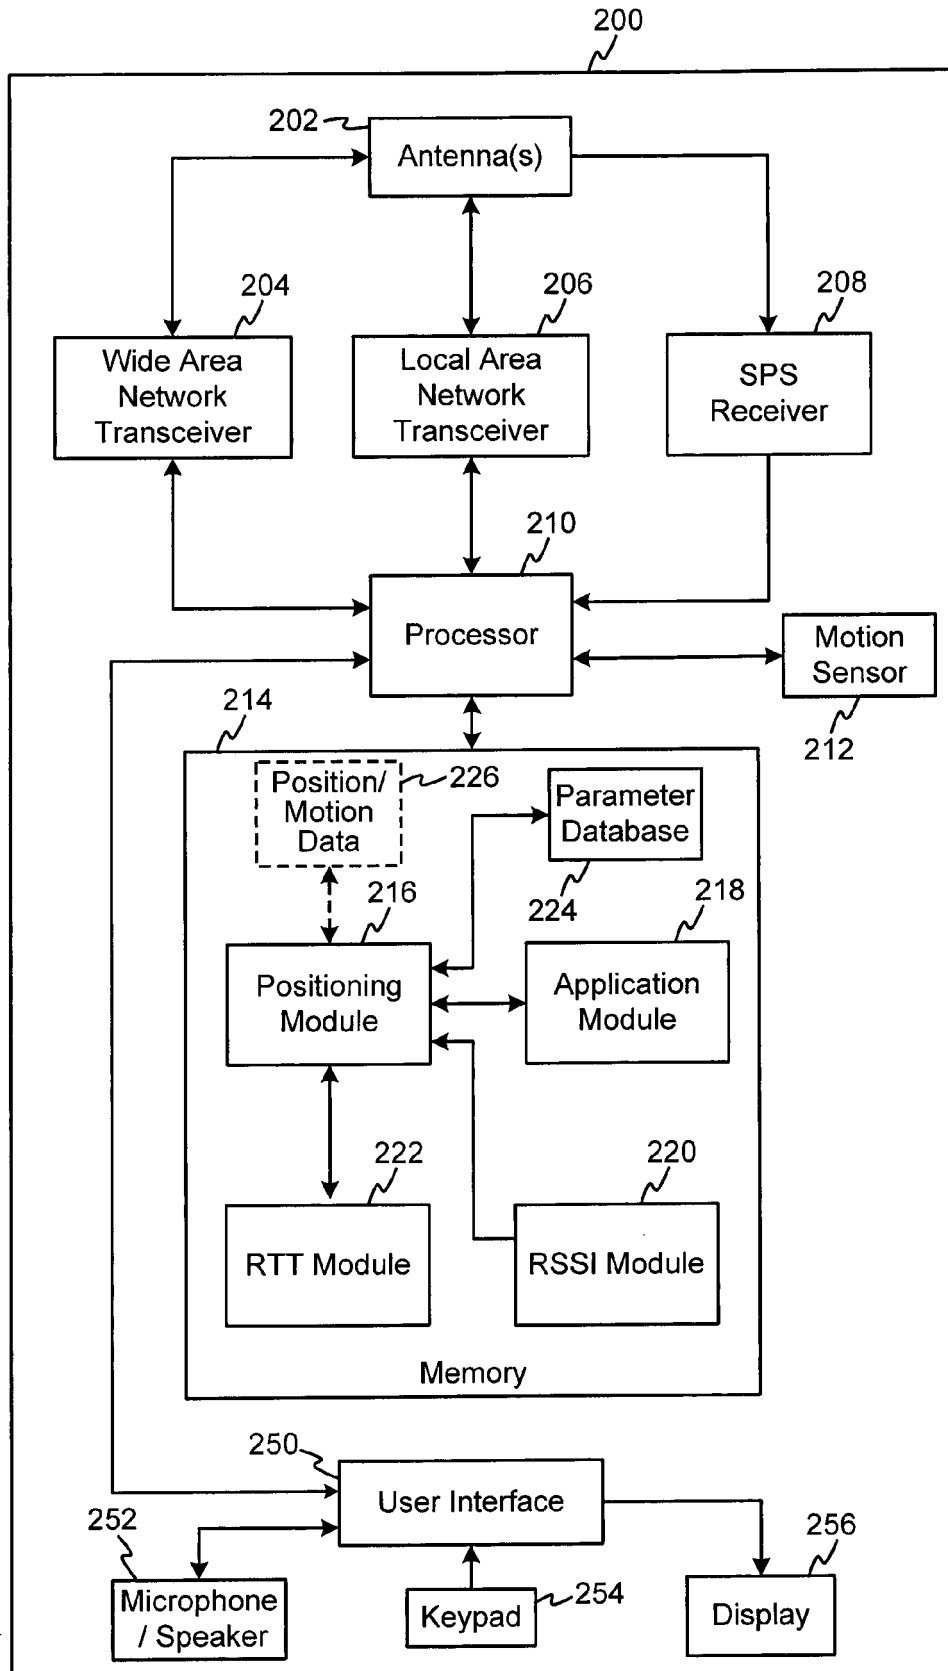 200
202
Antenna(s)
204
206
208
Wide Area
Network
Transceiver
Local Area
Network
Transceiver
SPS
Receiver
210
Processor
Motion
Sensor
212
214
Position/
Motion
Data
226
Parameter
Database
224
216
218
Positioning
Module
Application
Module
222
220
RTT Module
RSSI Module
Memory
250
User Interface
252
256
Microphone
/ Speaker
Keypad
254
Display